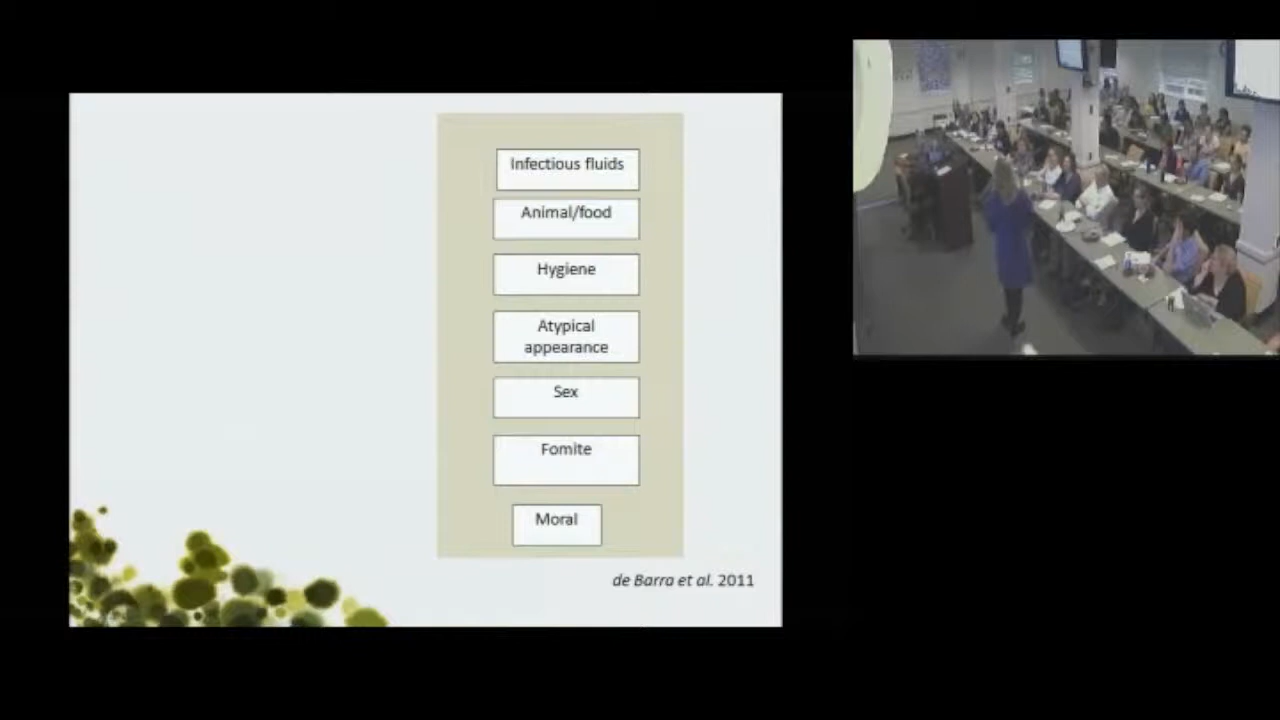 Infectious fluids
Animal/food
Hygiene
Atypical
appearance
Sex
Fomite
Moral
de Barra et al. 2011